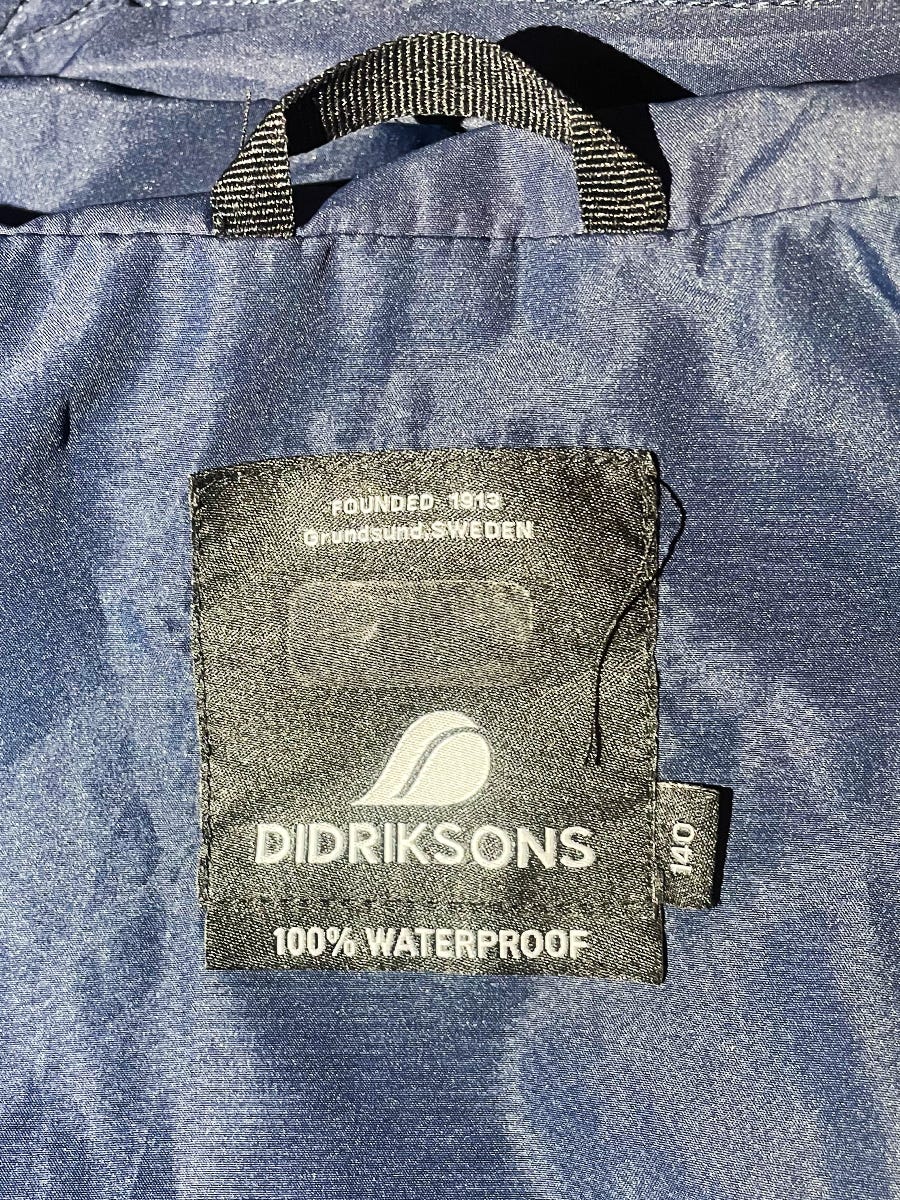 FOUNDED 1913
Grundsund, SWEDEN
DIDRIKSONS
140
100% WATERPROOF